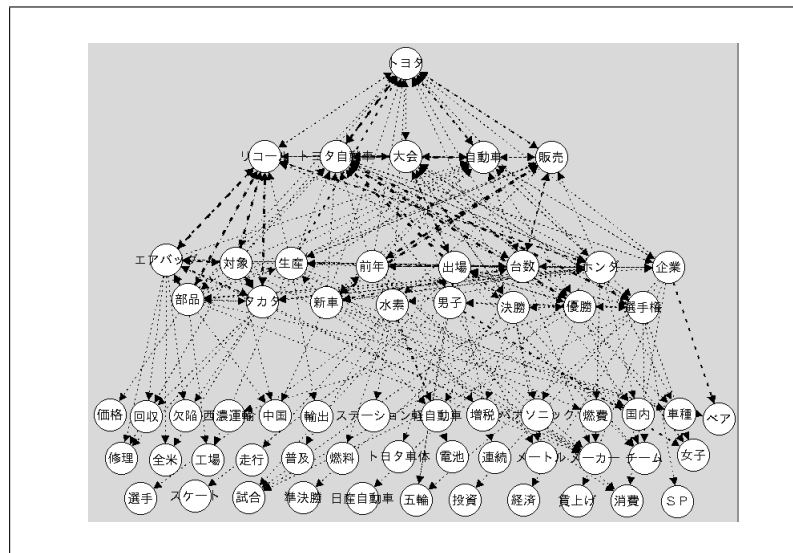 トヨタ
リコール トヨタ自動車 大会 自動車 販売
エアバッグ 対象 生産 前年 出場 台数 ホンダ 企業
部品 タカタ 新車 水素 男子 決勝 優勝 選手権
価格 回収 欠陥 西濃運輸 中国 輸出 ステーション 軽自動車 増税 パナソニック 燃費 国内 車種 ベア
修理 全米 工場 走行 普及 燃料 トヨタ車体 電池 連続 メートル メーカー チーム 女子
選手 スケート 試合 準決勝 日産自動車 五輪 投資 経済 賃上げ 消費 ＳＰ